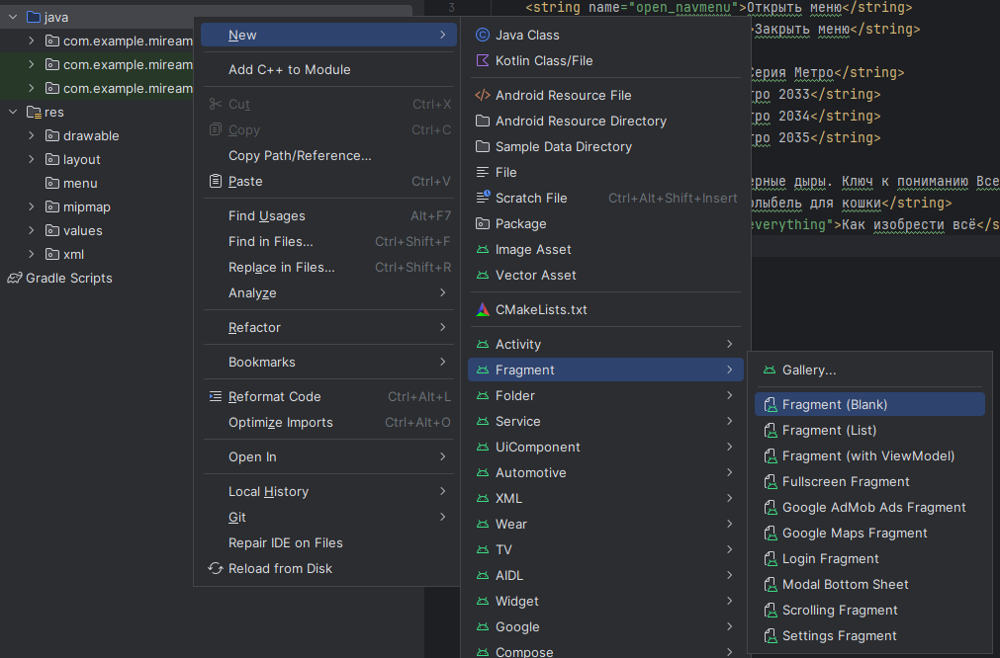 java
com.example.miream
com.example.miream
com.example.miream
res
drawable
layout
menu
mipmap
values
xml
Gradle Scripts
New
Add C++ to Module
Cut Ctrl+X
Copy Ctrl+C
Copy Path/Reference...
Paste Ctrl+V
Find Usages Alt+F7
Find in Files... Ctrl+Shift+F
Replace in Files... Ctrl+Shift+R
Analyze
Refactor
Bookmarks
Reformat Code Ctrl+Alt+L
Optimize Imports Ctrl+Alt+O
Open In
Local History
Git
Repair IDE on Files
Reload from Disk
Java Class
Kotlin Class/File
Android Resource File
Android Resource Directory
Sample Data Directory
File
Scratch File Ctrl+Alt+Shift+Insert
Package
Image Asset
Vector Asset
CMakeLists.txt
Activity
Fragment
Folder
Service
UiComponent
Automotive
XML
Wear
TV
AIDL
Widget
Google
Compose
Gallery...
Fragment (Blank)
Fragment (List)
Fragment (with ViewModel)
Fullscreen Fragment
Google AdMob Ads Fragment
Google Maps Fragment
Login Fragment
Modal Bottom Sheet
Scrolling Fragment
Settings Fragment
3 <string name="open_navmenu">Открыть меню</string>
>Закрыть меню</string>
Серия Метро</string>
тро 2033</string>
тро 2034</string>
тро 2035</string>
ерные дыры. Ключ к пониманию Все
олыбель для кошки</string>
everything">Как изобрести всё</s